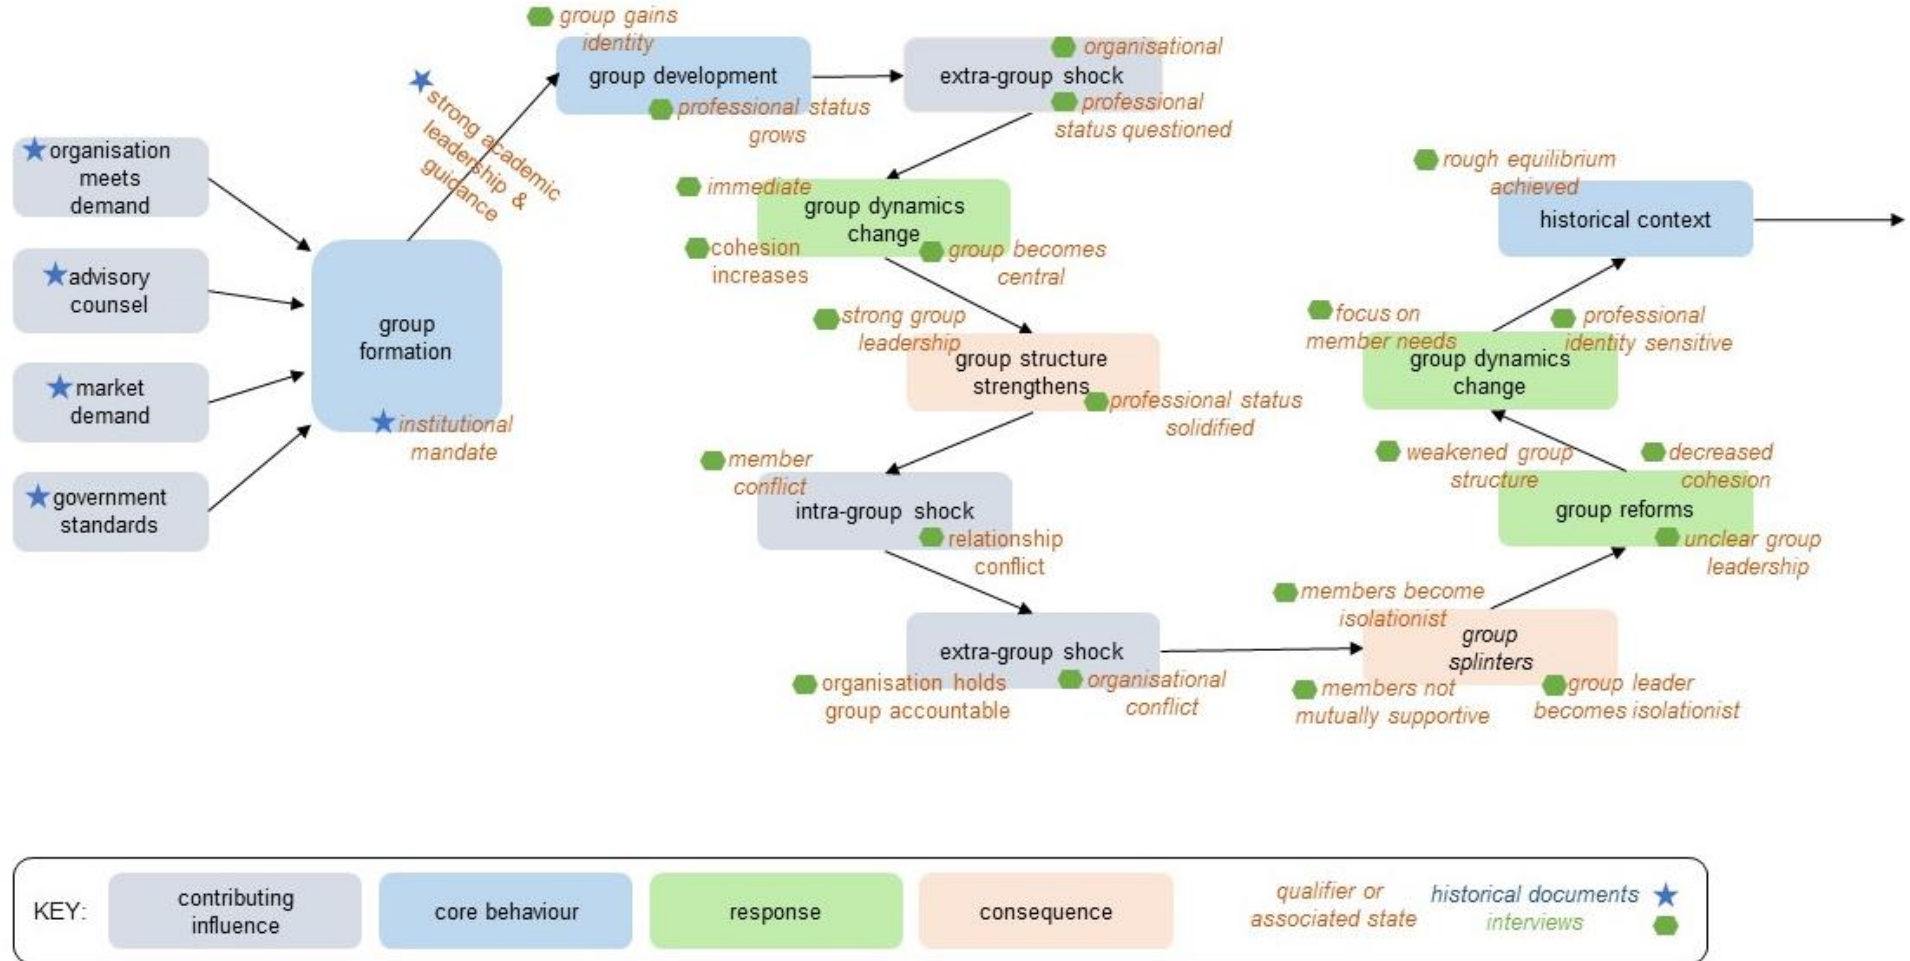 group gains
identity
group development
professional status
grows
organisational
extra-group shock
professional
status questioned
strong academic
leadership &
guidance
organisation
meets
demand
advisory
counsel
market
demand
government
standards
group
formation
institutional
mandate
immediate
group dynamics
change
cohesion
increases
group becomes
central
strong group
leadership
group structure
strengthens
professional status
solidified
member
conflict
intra-group shock
relationship
conflict
extra-group shock
organisation holds
group accountable
organisational
conflict
members become
isolationist
group
splinters
members not
mutually supportive
group leader
becomes isolationist
weakened group
structure
decreased
cohesion
group reforms
unclear group
leadership
focus on
member needs
professional
identity sensitive
group dynamics
change
rough equilibrium
achieved
historical context
KEY:
contributing
influence
core behaviour
response
consequence
qualifier or
associated state
historical documents
interviews